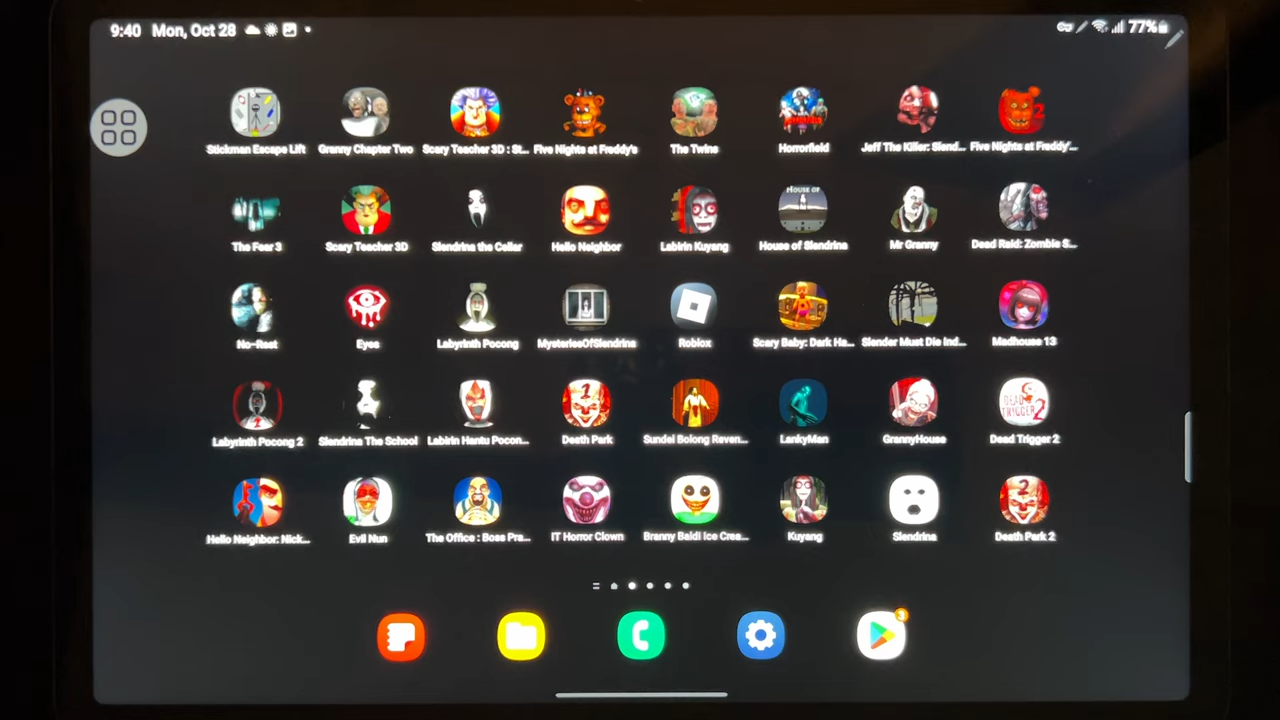 9:40 Mon, Oct 28 77%
Stickman Escape Lift Granny Chapter Two Scary Teacher 3D : St... Five Nights at Freddy's The Twins Horrorfield Jeff The Killer: Slend... Five Nights at Freddy'...
The Fear 3 Scary Teacher 3D Slendrina the Cellar Hello Neighbor Labirin Kuyang House of Slendrina Mr Granny Dead Raid: Zombie S...
No-Rest Eyes Labyrinth Pocong MysteriesOfSlendrina Roblox Scary Baby: Dark Ha... Slender Must Die Ind... Madhouse 13
Labyrinth Pocong 2 Slendrina The School Labirin Hantu Pocon... Death Park Sundel Bolong Reven... LankyMan GrannyHouse Dead Trigger 2
Hello Neighbor: Nick... Evil Nun The Office : Boss Pra... IT Horror Clown Branny Baldi Ice Crea... Kuyang Slendrina Death Park 2
3